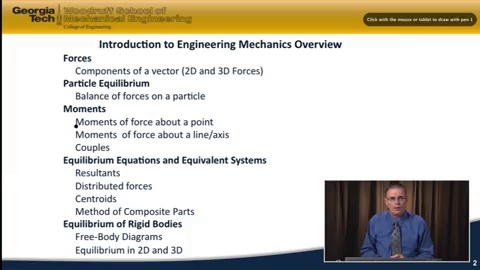 Georgia Tech
Woodruff School of
Mechanical Engineering
College of Engineering
Click with the mouse or tablet to draw with pen 1
Introduction to Engineering Mechanics Overview
Forces
Components of a vector (2D and 3D Forces)
Particle Equilibrium
Balance of forces on a particle
Moments
Moments of force about a point
Moments of force about a line/axis
Couples
Equilibrium Equations and Equivalent Systems
Resultants
Distributed forces
Centroids
Method of Composite Parts
Equilibrium of Rigid Bodies
Free-Body Diagrams
Equilibrium in 2D and 3D
2